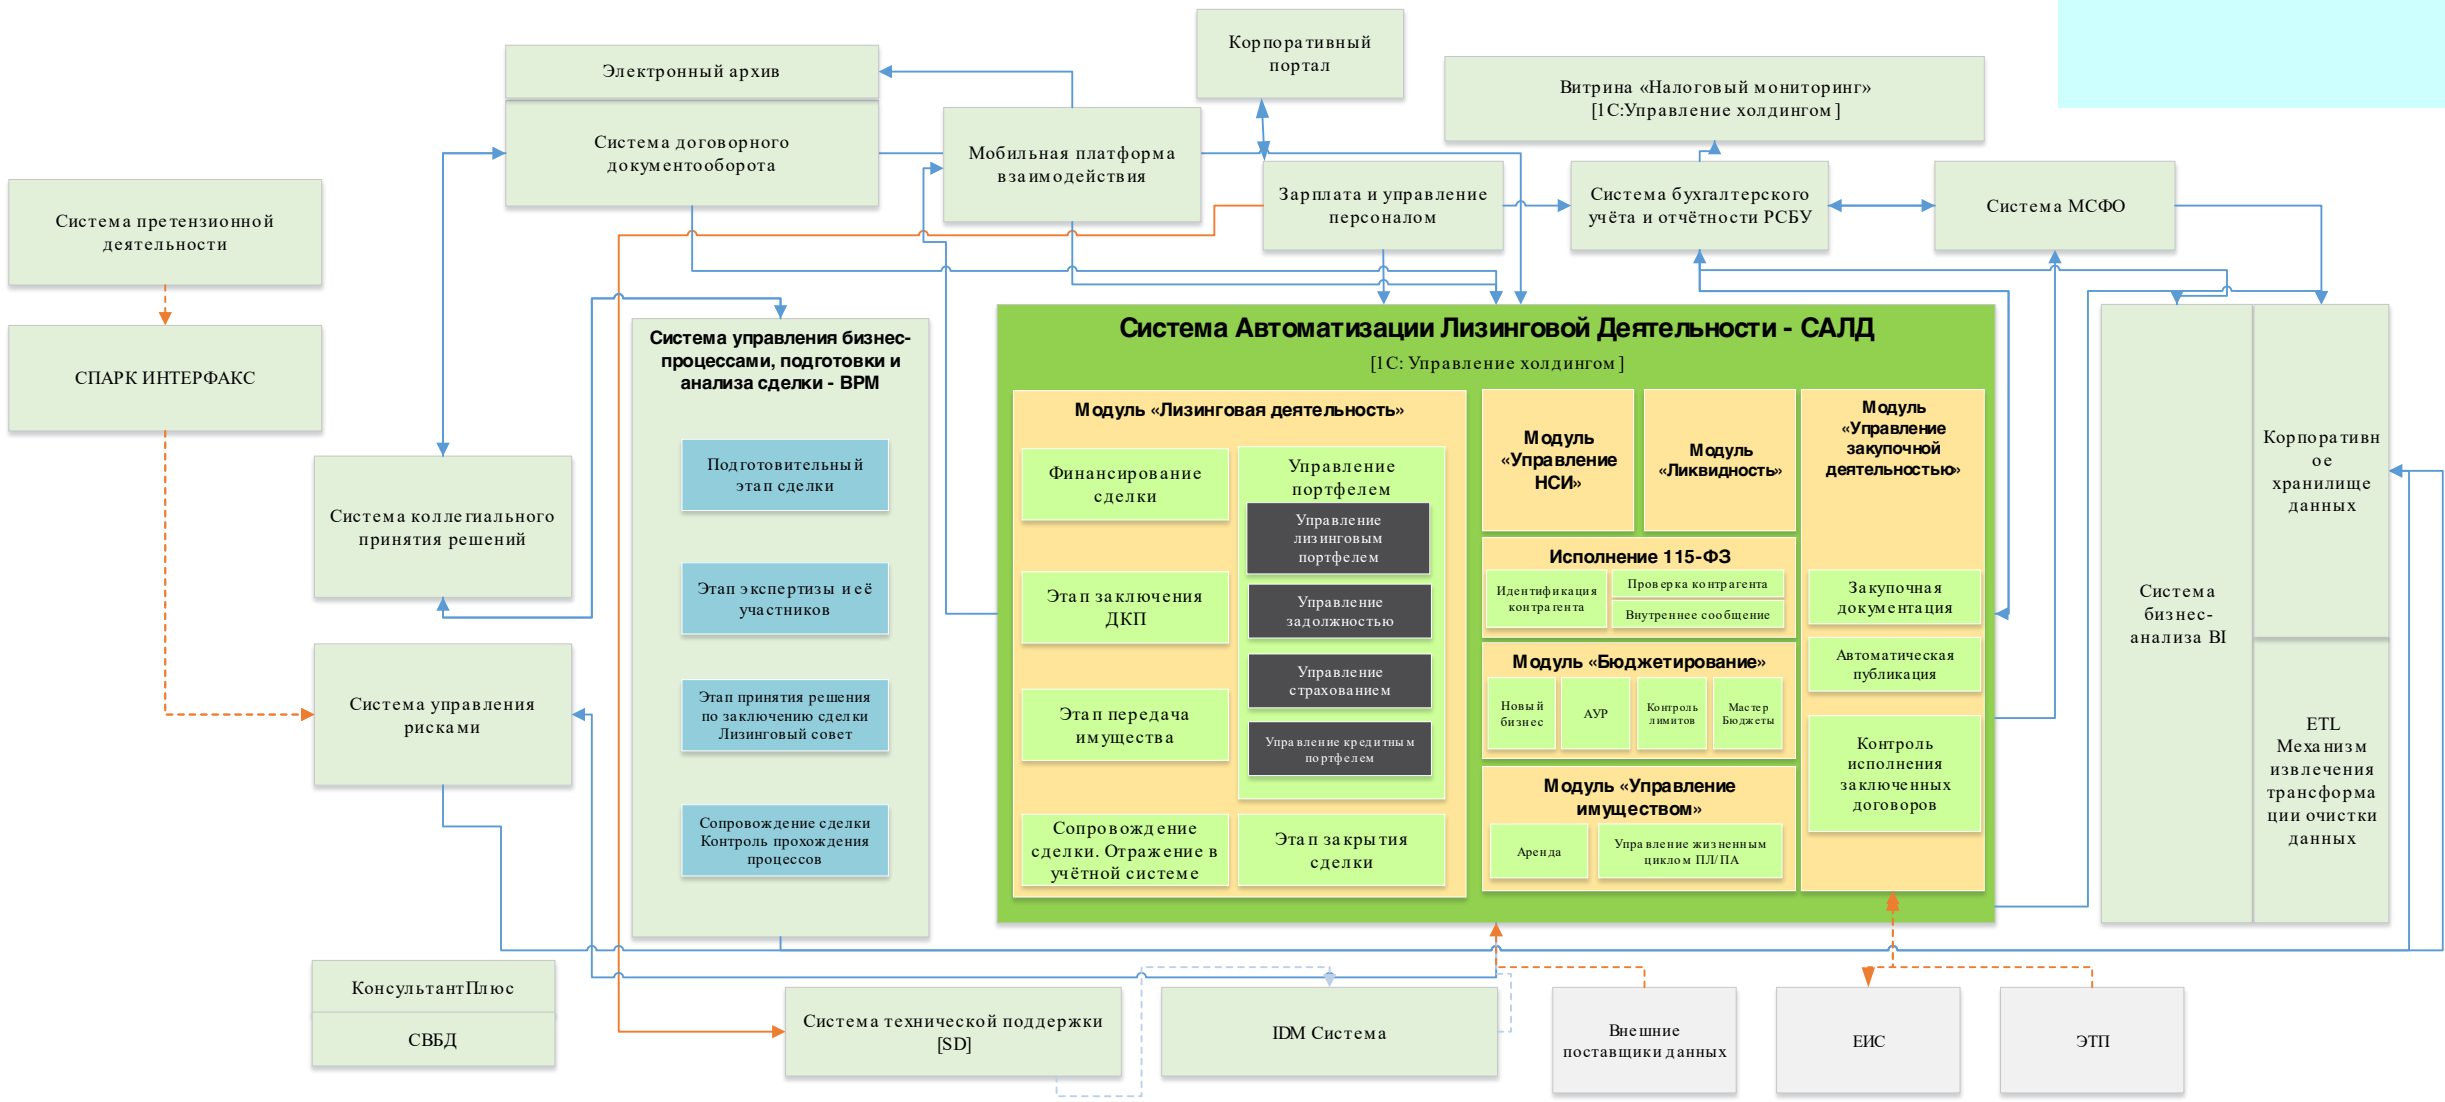 Корпоративный
портал
Электронный архив
Витрина «Налоговый мониторинг»
[1С:Управление холдингом]
Система договорного
документооборота
Мобильная платформа
взаимодействия
Зарплата и управление
персоналом
Система бухгалтерского
учёта и отчётности РСБУ
Система МСФО
Система претензионной
деятельности
СПАРК ИНТЕРФАКС
Система коллегиального
принятия решений
Система управления
рисками
Система управления бизнес-
процессами, подготовки и
анализа сделки - BPM
Подготовительный
этап сделки
Этап экспертизы и её
участников
Этап принятия решения
по заключению сделки
Лизинговый совет
Сопровождение сделки
Контроль прохождения
процессов
Система Автоматизации Лизинговой Деятельности - САЛД
[1С: Управление холдингом]
Модуль «Лизинговая деятельность»
Финансирование
сделки
Этап заключения
ДКП
Этап передача
имущества
Сопровождение
сделки. Отражение в
учётной системе
Управление
портфелем
Управление
лизинговым
портфелем
Управление
задолжностью
Управление
страхованием
Управление кредитным
портфелем
Этап закрытия
сделки
Модуль
«Управление
НСИ»
Модуль
«Ликвидность»
Исполнение 115-ФЗ
Идентификация
контрагента
Проверка контрагента
Внутреннее сообщение
Модуль «Бюджетирование»
Новый
бизнес
АУР
Контроль
лимитов
Мастер
Бюджеты
Модуль «Управление
имуществом»
Аренда
Управление жизненным
циклом ПЛ/ПА
Модуль
«Управление
закупочной
деятельностью»
Закупочная
документация
Автоматическая
публикация
Контроль
исполнения
заключенных
договоров
Система
бизнес-
анализа BI
Корпоративн
ое
хранилище
данных
ETL
Механизм
извлечения
трансформа
ции очистки
данных
КонсультантПлюс
СВБД
Система технической поддержки
[SD]
IDM Система
Внешние
поставщики данных
ЕИС
ЭТП